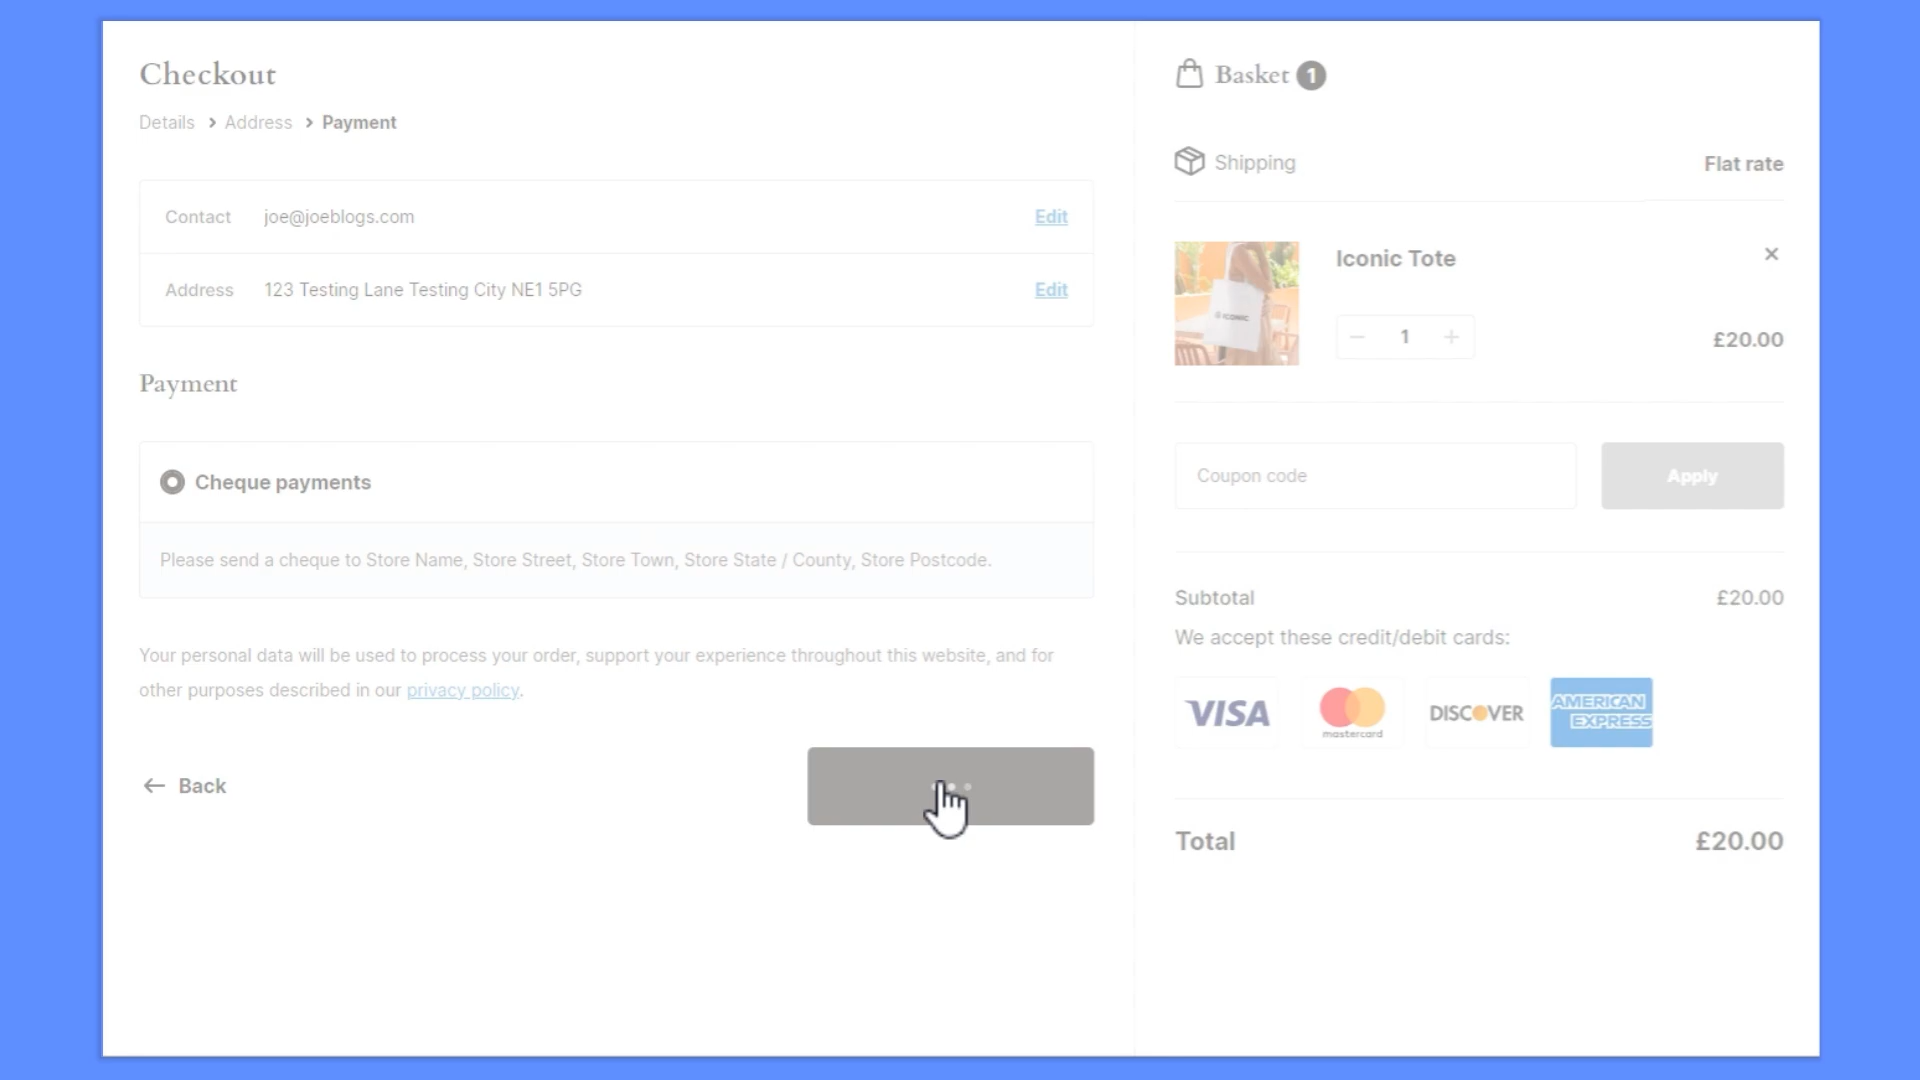 Checkout
Details > Address > Payment
Contact joe@joeblogs.com Edit
Address 123 Testing Lane Testing City NE1 5PG Edit
Payment
Cheque payments
Please send a cheque to Store Name, Store Street, Store Town, Store State / County, Store Postcode.
Your personal data will be used to process your order, support your experience throughout this website, and for
other purposes described in our privacy policy.
← Back
Basket 1
Shipping Flat rate
Iconic Tote ×
ICONIC
− 1 + £20.00
Coupon code Apply
Subtotal £20.00
We accept these credit/debit cards:
VISA mastercard DISCOVER AMERICAN EXPRESS
Total £20.00